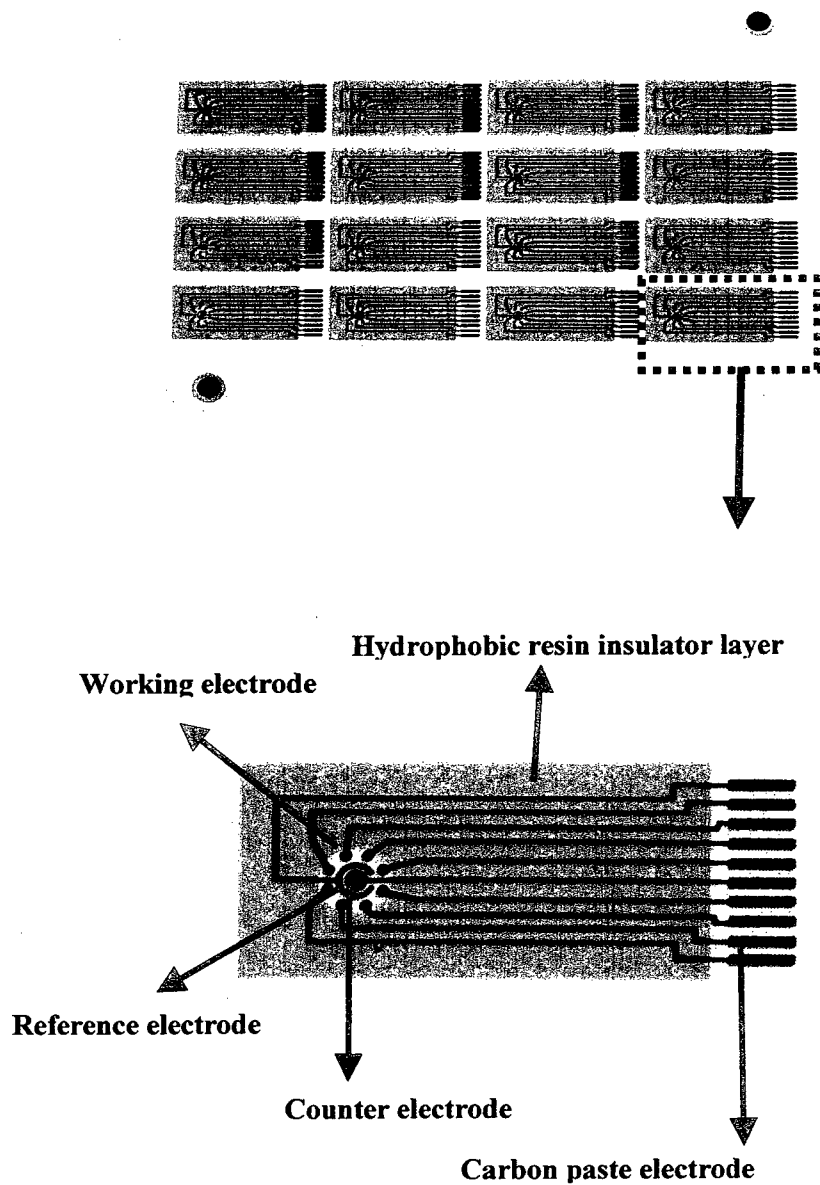 Hydrophobic resin insulator layer
Working electrode
Reference electrode
Counter electrode
Carbon paste electrode